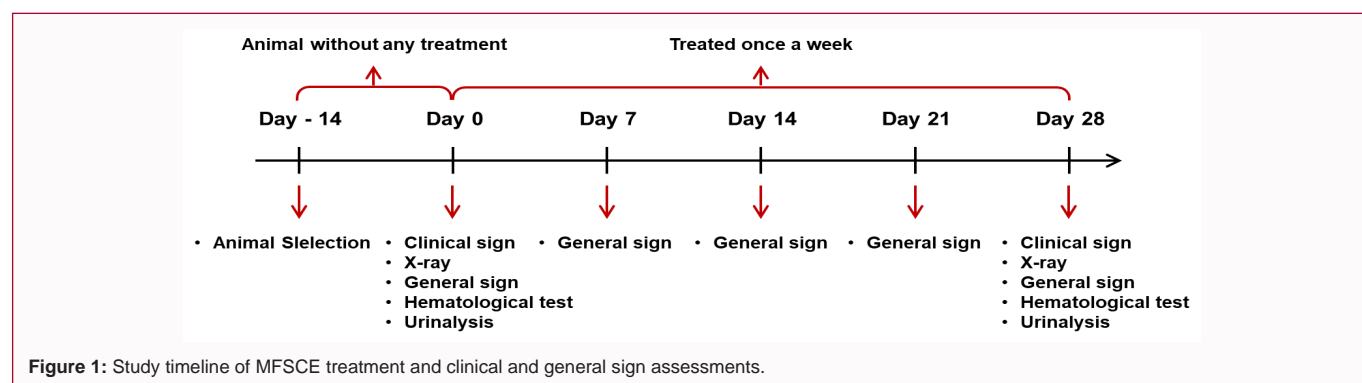 Animal without any treatment Treated once a week
Day - 14 Day 0 Day 7 Day 14 Day 21 Day 28
• Animal Slelection • Clinical sign • General sign • General sign • General sign • Clinical sign
• X-ray • X-ray
• General sign • General sign
• Hematological test • Hematological test
• Urinalysis • Urinalysis
Figure 1: Study timeline of MFSCE treatment and clinical and general sign assessments.